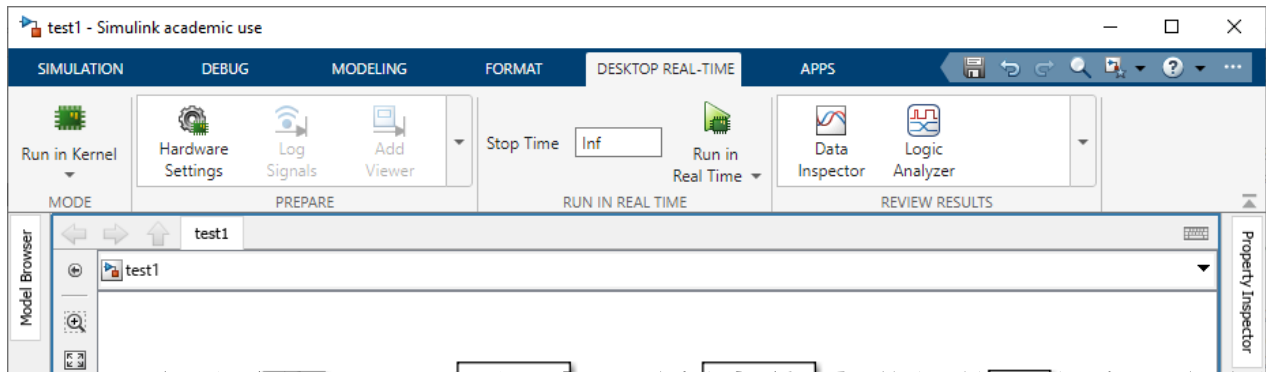 test1 - Simulink academic use
SIMULATION DEBUG MODELING FORMAT DESKTOP REAL-TIME APPS
Run in Kernel
Hardware Settings
Log Signals
Add Viewer
Stop Time Inf
Run in Real Time
Data Inspector
Logic Analyzer
MODE PREPARE RUN IN REAL TIME REVIEW RESULTS
Model Browser
test1
test1
Property Inspector